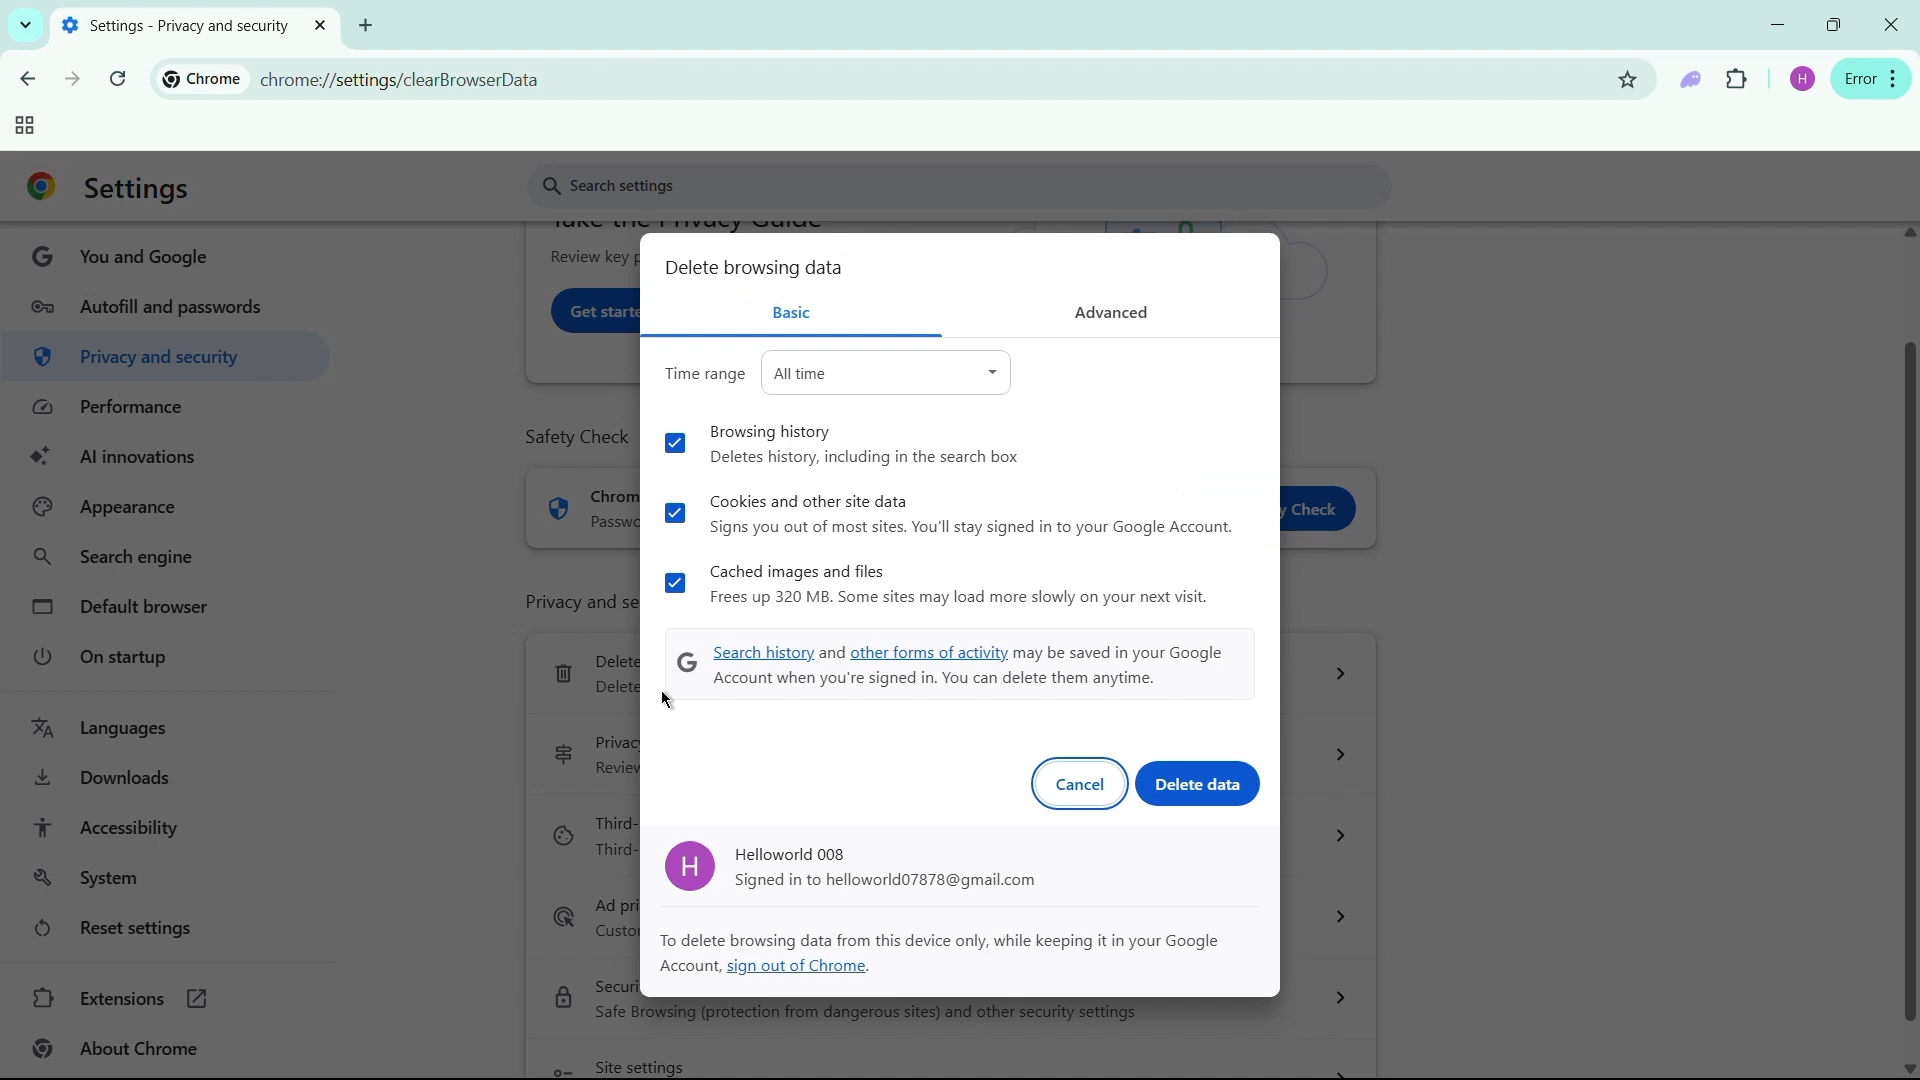 Settings - Privacy and security
Chrome
chrome://settings/clearBrowserData
H
Error
Settings
Search settings
You and Google
Autofill and passwords
Privacy and security
Performance
AI innovations
Appearance
Search engine
Default browser
On startup
Languages
Downloads
Accessibility
System
Reset settings
Extensions
About Chrome
Take the Privacy Guide
Review key p
Get starte
Safety Check
Chrom
Passwo
y Check
Privacy and se
Delete
Delete
Privac
Review
Third-
Third-
Ad pri
Custo
Securi
Safe Browsing (protection from dangerous sites) and other security settings
Site settings
Delete browsing data
Basic
Advanced
Time range
All time
Browsing history
Deletes history, including in the search box
Cookies and other site data
Signs you out of most sites. You'll stay signed in to your Google Account.
Cached images and files
Frees up 320 MB. Some sites may load more slowly on your next visit.
G
Search history and other forms of activity may be saved in your Google
Account when you're signed in. You can delete them anytime.
Cancel
Delete data
H
Helloworld 008
Signed in to helloworld07878@gmail.com
To delete browsing data from this device only, while keeping it in your Google
Account, sign out of Chrome.